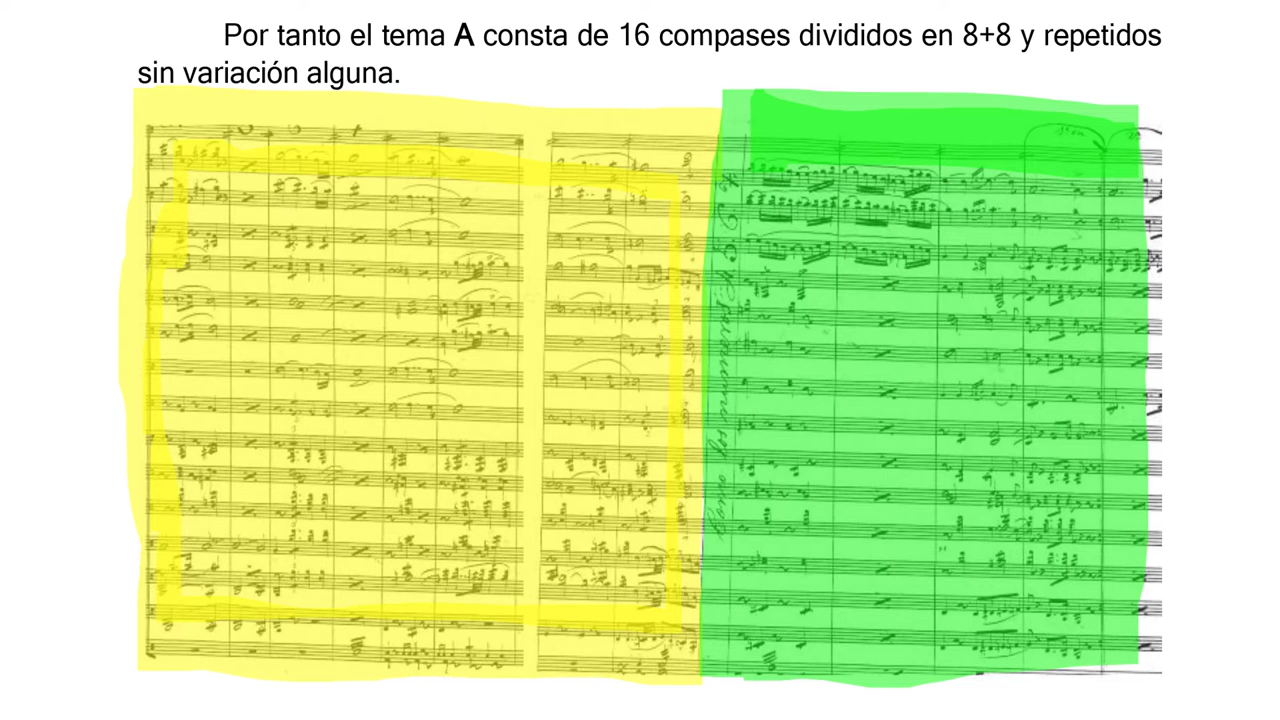 Por tanto el tema A consta de 16 compases divididos en 8+8 y repetidos
sin variación alguna.